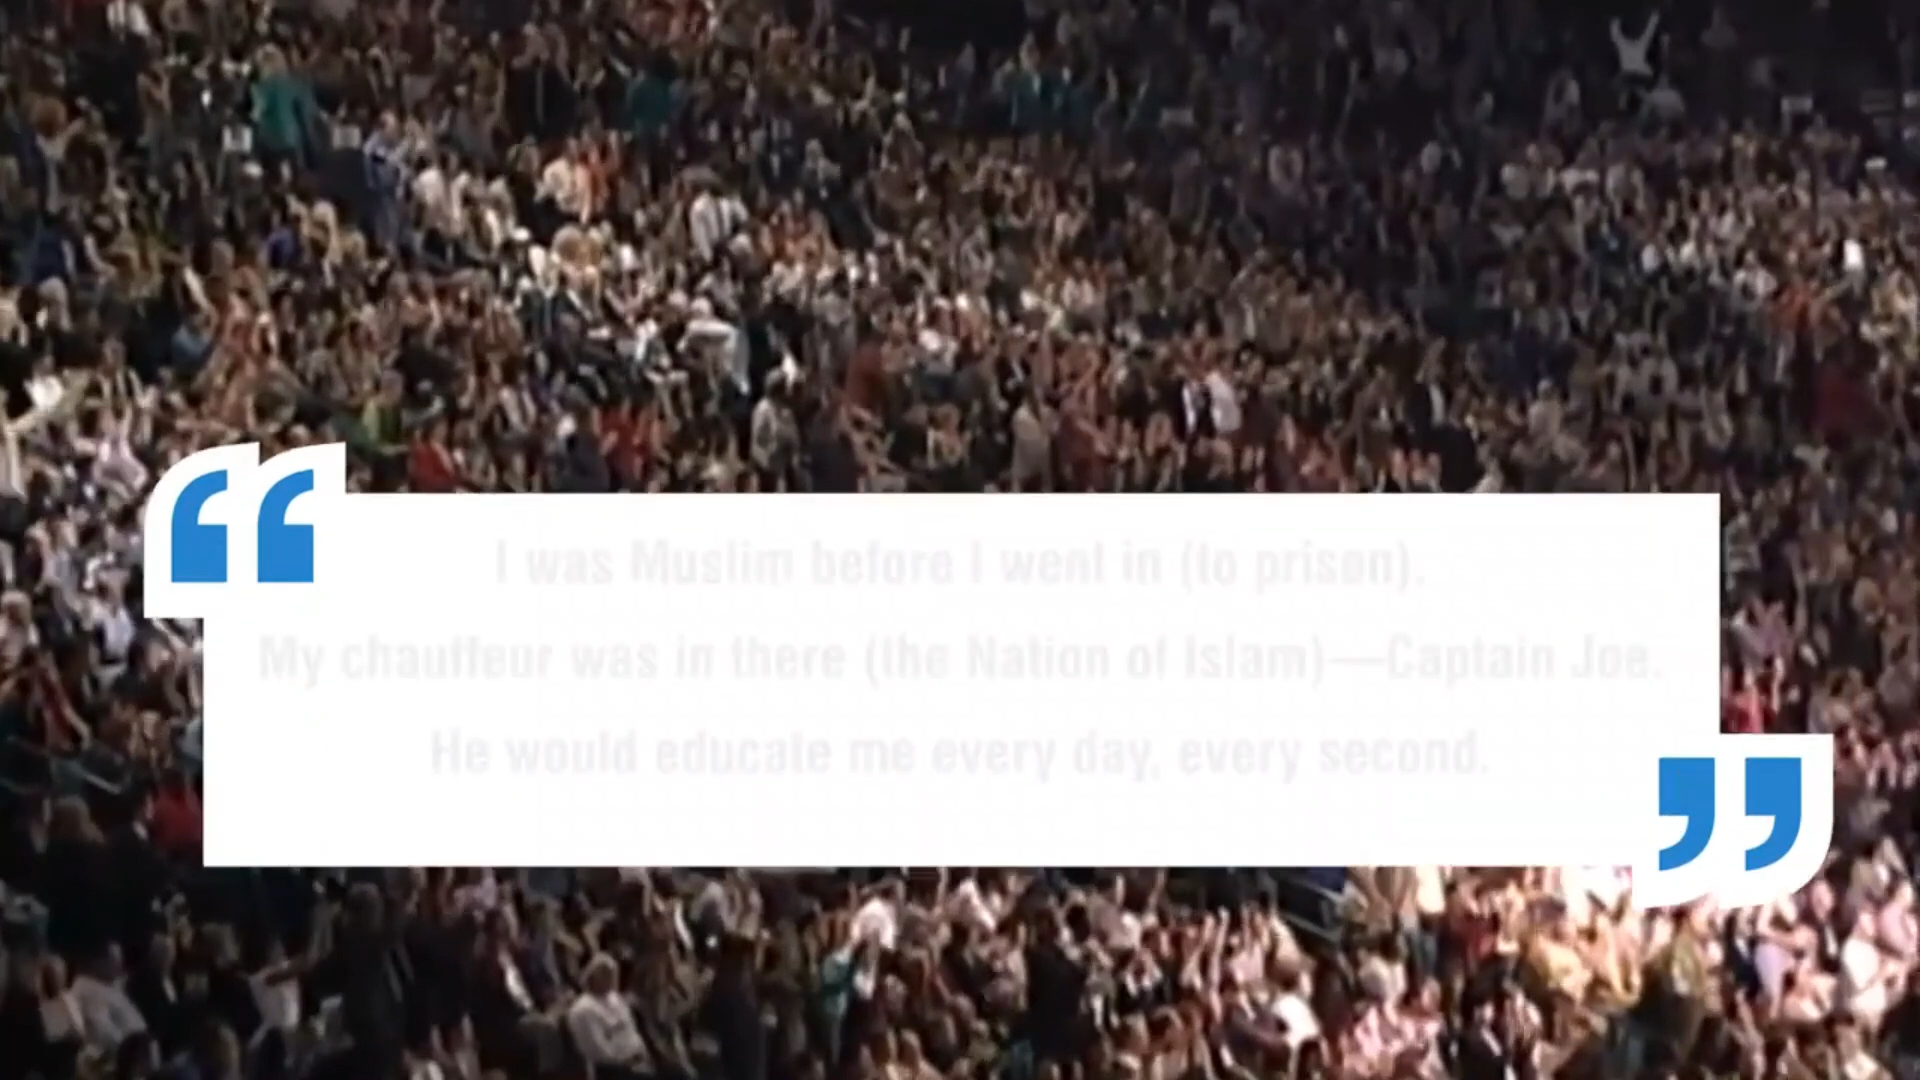 “
I was Muslim before I went in (to prison).
My chauffeur was in there (the Nation of Islam)—Captain Joe.
He would educate me every day, every second.
”